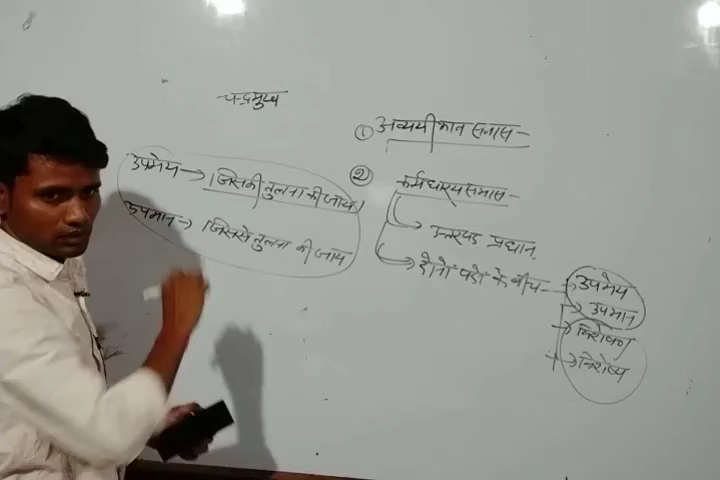 चन्द्रमुख
① अव्ययीभाव समास-
उपमेय → (जिसकी तुलना की जाय)
उपमान → जिससे तुलना की जाय
② कर्मधारय समास-
उत्तरपद प्रधान
दोनों पदों के बीच - उपमेय
उपमान
विशेषण
विशेष्य